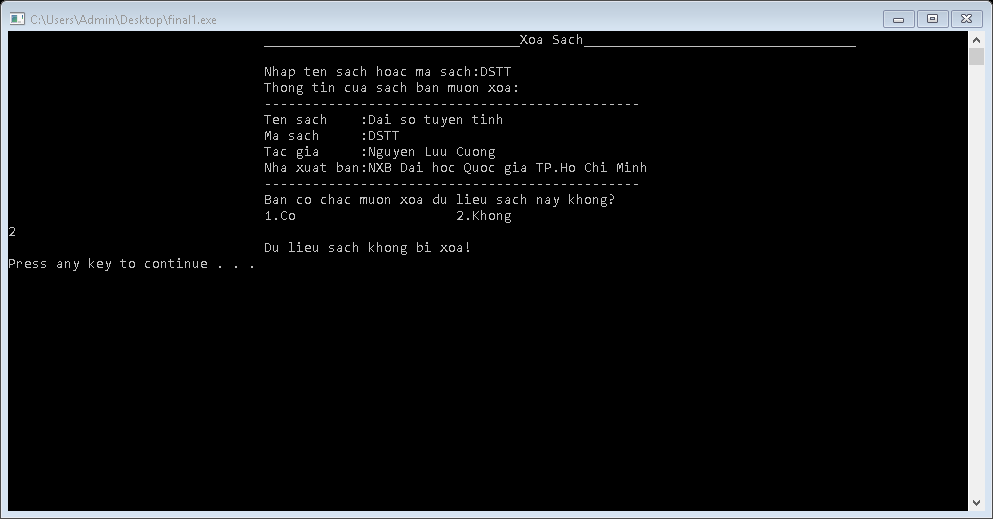 C:\Users\Admin\Desktop\final1.exe
________________________________Xoa Sach__________________________________
Nhap ten sach hoac ma sach:DSTT
Thong tin cua sach ban muon xoa:
-----------------------------------------------
Ten sach    :Dai so tuyen tinh
Ma sach     :DSTT
Tac gia     :Nguyen Luu Cuong
Nha xuat ban:NXB Dai hoc Quoc gia TP.Ho Chi Minh
-----------------------------------------------
Ban co chac muon xoa du lieu sach nay khong?
1.Co                    2.Khong
2
Du lieu sach khong bi xoa!
Press any key to continue . . .